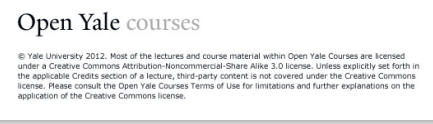 Open Yale courses
© Yale University 2012. Most of the lectures and course material within Open Yale Courses are licensed
under a Creative Commons Attribution-Noncommercial-Share Alike 3.0 license. Unless explicitly set forth in
the applicable Credits section of a lecture, third-party content is not covered under the Creative Commons
license. Please consult the Open Yale Courses Terms of Use for limitations and further explanations on the
application of the Creative Commons license.